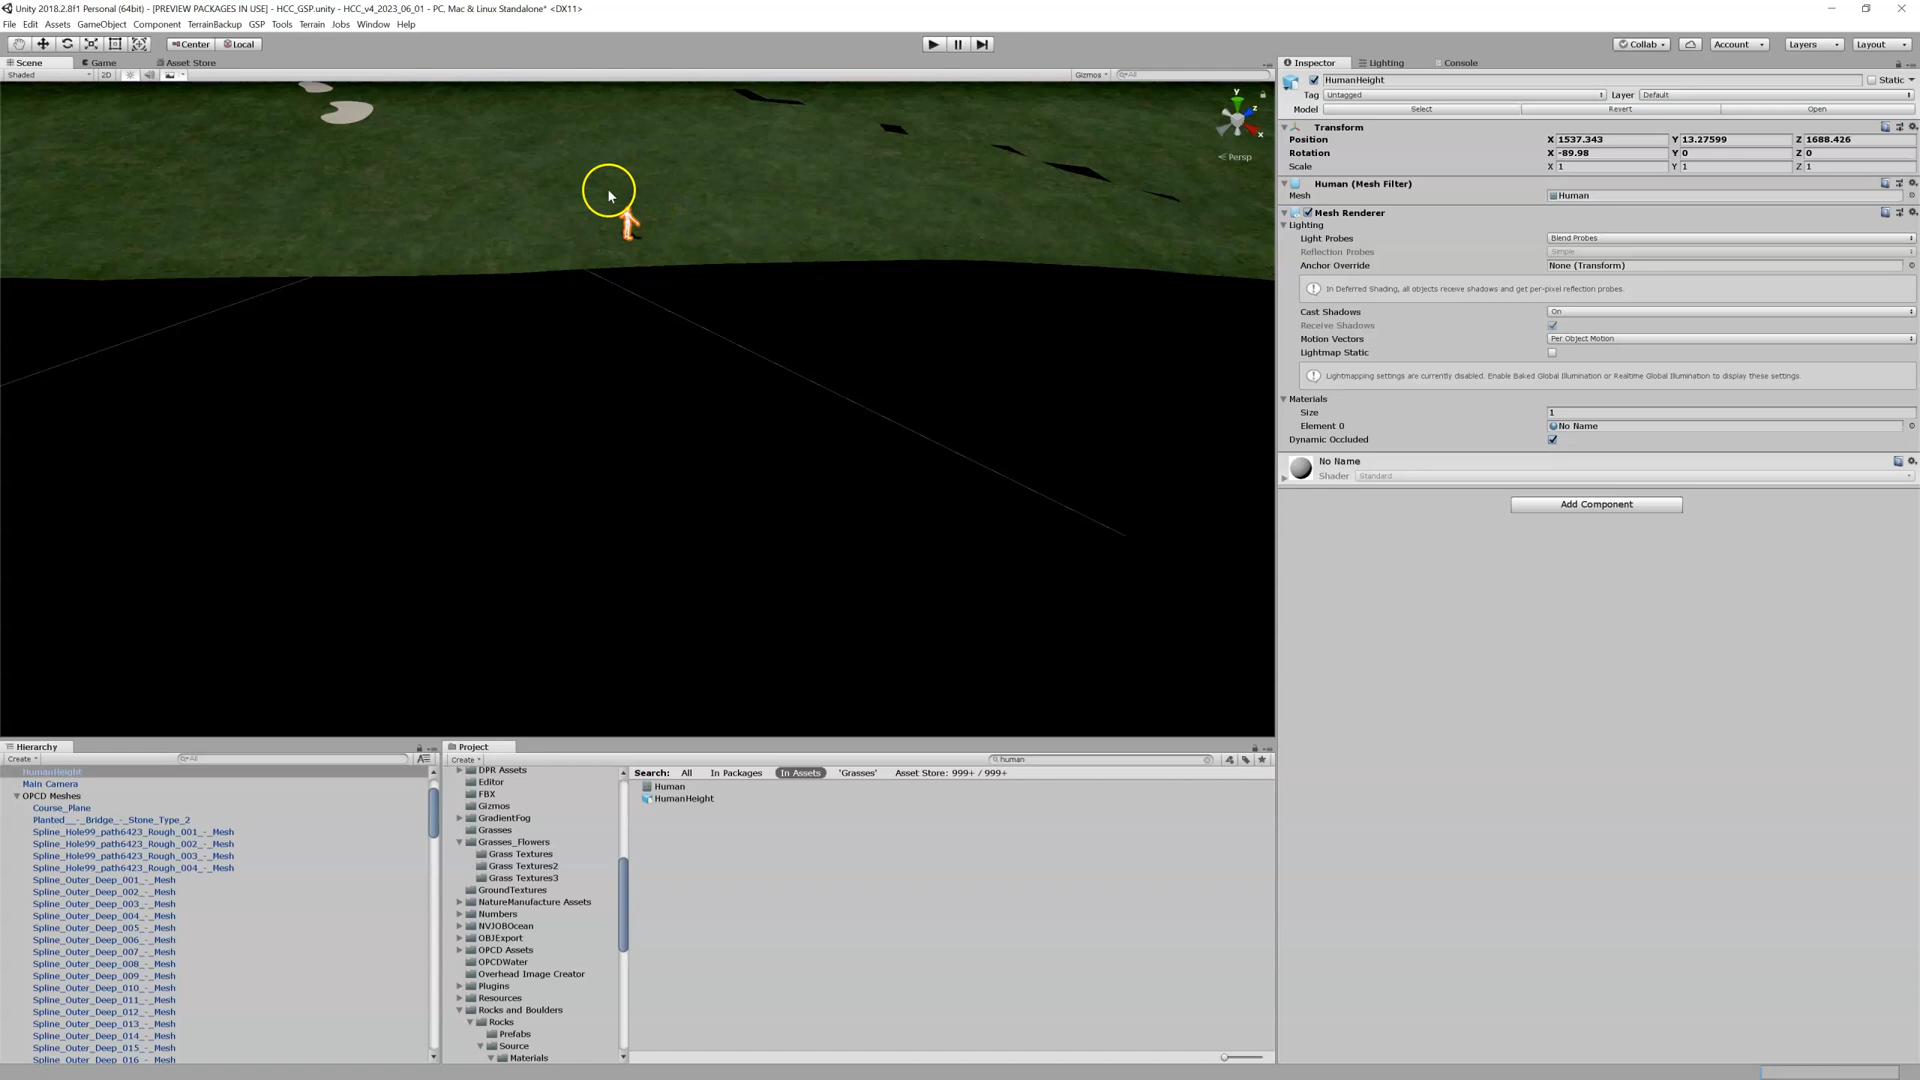 Unity 2018.2.8f1 Personal (64bit) - [PREVIEW PACKAGES IN USE] - HCC_GSP.unity - HCC_v4_2023_06_01 - PC, Mac & Linux Standalone* <DX11>
File Edit Assets GameObject Component TerrainBackup GSP Tools Terrain Jobs Window Help
Center Local Collab Account Layers Layout
Scene Game Asset Store
Shaded 2D Gizmos All
y
z
x
Persp
Inspector Lighting Console
HumanHeight Static
Tag Untagged Layer Default
Model Select Revert Open
Transform
Position X 1537.343 Y 13.27599 Z 1688.426
Rotation X -89.98 Y 0 Z 0
Scale X 1 Y 1 Z 1
Human (Mesh Filter)
Mesh Human
Mesh Renderer
Lighting
Light Probes Blend Probes
Reflection Probes Simple
Anchor Override None (Transform)
In Deferred Shading, all objects receive shadows and get per-pixel reflection probes.
Cast Shadows On
Receive Shadows
Motion Vectors Per Object Motion
Lightmap Static
Lightmapping settings are currently disabled. Enable Baked Global Illumination or Realtime Global Illumination to display these settings.
Materials
Size 1
Element 0 No Name
Dynamic Occluded
No Name
Shader Standard
Add Component
Hierarchy
Create All
HumanHeight
Main Camera
OPCD Meshes
Course_Plane
Planted__-_Bridge_-_Stone_Type_2
Spline_Hole99_path6423_Rough_001_-_Mesh
Spline_Hole99_path6423_Rough_002_-_Mesh
Spline_Hole99_path6423_Rough_003_-_Mesh
Spline_Hole99_path6423_Rough_004_-_Mesh
Spline_Outer_Deep_001_-_Mesh
Spline_Outer_Deep_002_-_Mesh
Spline_Outer_Deep_003_-_Mesh
Spline_Outer_Deep_004_-_Mesh
Spline_Outer_Deep_005_-_Mesh
Spline_Outer_Deep_006_-_Mesh
Spline_Outer_Deep_007_-_Mesh
Spline_Outer_Deep_008_-_Mesh
Spline_Outer_Deep_009_-_Mesh
Spline_Outer_Deep_010_-_Mesh
Spline_Outer_Deep_011_-_Mesh
Spline_Outer_Deep_012_-_Mesh
Spline_Outer_Deep_013_-_Mesh
Spline_Outer_Deep_014_-_Mesh
Spline_Outer_Deep_015_-_Mesh
Spline_Outer_Deep_016_-_Mesh
Project
Create human
DPR Assets
Editor
FBX
Gizmos
GradientFog
Grasses
Grasses_Flowers
Grass Textures
Grass Textures2
Grass Textures3
GroundTextures
NatureManufacture Assets
Numbers
NVJOBOcean
OBJExport
OPCD Assets
OPCDWater
Overhead Image Creator
Plugins
Resources
Rocks and Boulders
Rocks
Prefabs
Source
Materials
Search: All In Packages In Assets 'Grasses' Asset Store: 999+ / 999+
Human
HumanHeight